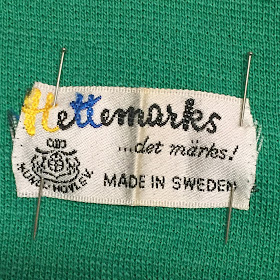 Hettemarks
...det märks!
KUNGL. HOVLEV.
MADE IN SWEDEN